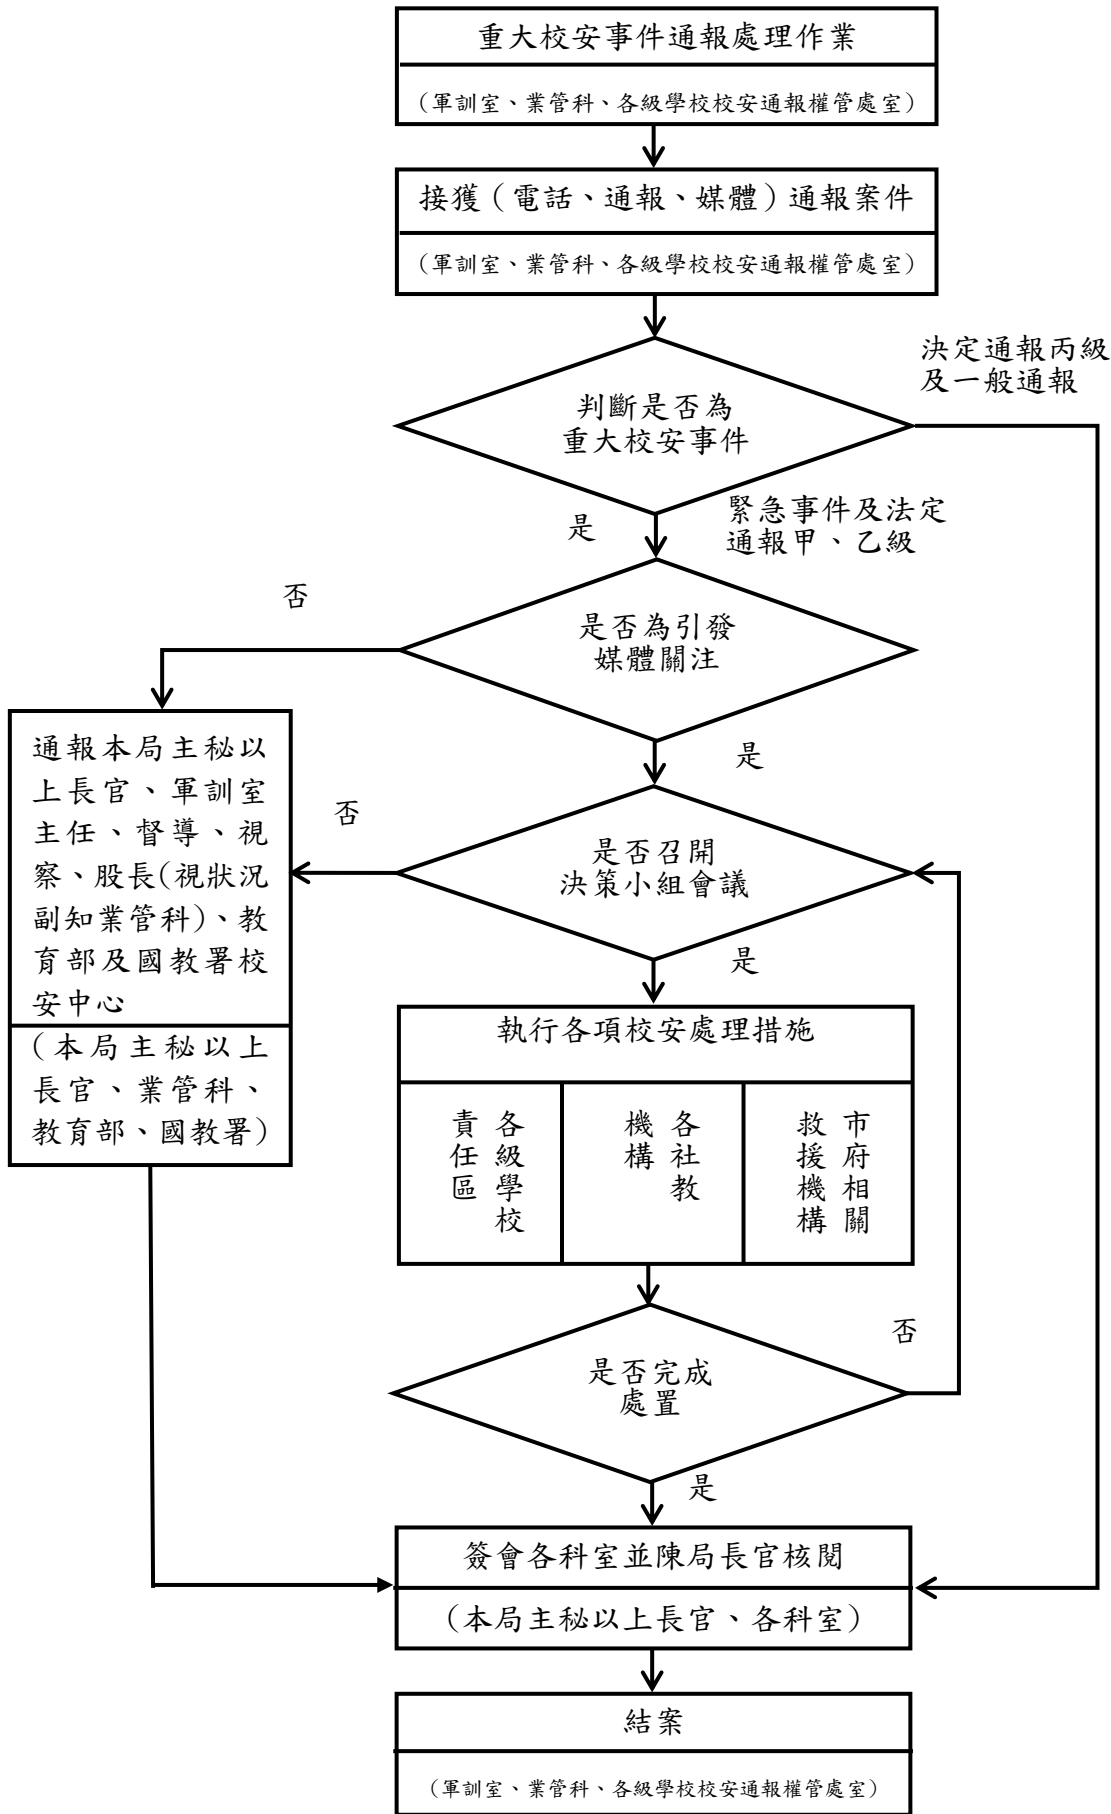 重大校安事件通報處理作業
（軍訓室、業管科、各級學校校安通報權管處室）
接獲（電話、通報、媒體）通報案件
（軍訓室、業管科、各級學校校安通報權管處室）
決定通報丙級
及一般通報
判斷是否為
重大校安事件
是
緊急事件及法定
通報甲、乙級
否
是否為引發
媒體關注
是
通報本局主秘以
上長官、軍訓室
主任、督導、視
察、股長(視狀況
副知業管科)、教
育部及國教署校
安中心
（本局主秘以上
長官、業管科、
教育部、國教署）
否
是否召開
決策小組會議
是
執行各項校安處理措施
各級學校
責任區
各社教
機構
市府相關
救援機構
否
是否完成
處置
是
簽會各科室並陳局長官核閱
（本局主秘以上長官、各科室）
結案
（軍訓室、業管科、各級學校校安通報權管處室）